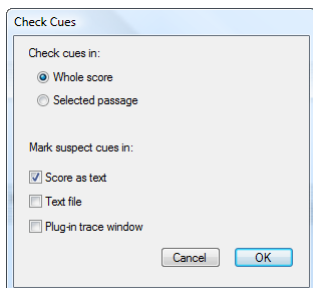 Check Cues
Check cues in:
Whole score
Selected passage
Mark suspect cues in:
Score as text
Text file
Plug-in trace window
Cancel OK